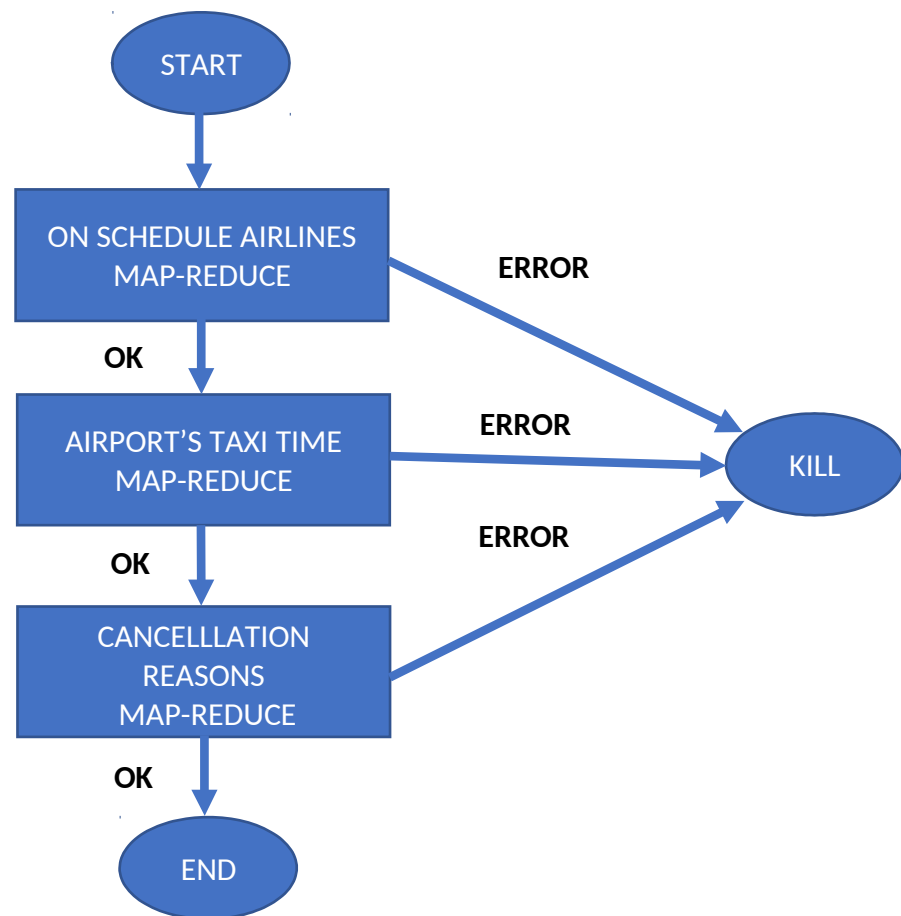 START
ON SCHEDULE AIRLINES
MAP-REDUCE
ERROR
OK
AIRPORT’S TAXI TIME
MAP-REDUCE
ERROR
KILL
OK
ERROR
CANCELLLATION
REASONS
MAP-REDUCE
OK
END